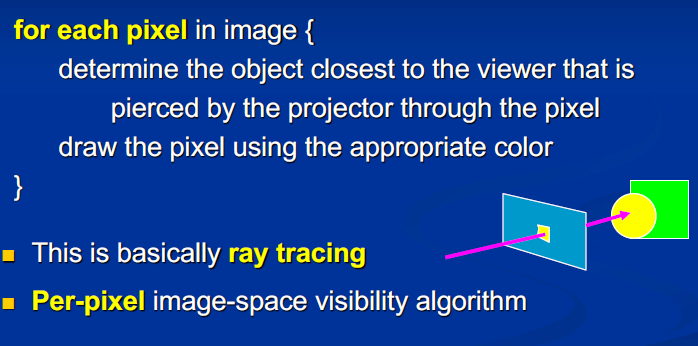 for each pixel in image {
determine the object closest to the viewer that is
pierced by the projector through the pixel
draw the pixel using the appropriate color
}
This is basically ray tracing
Per-pixel image-space visibility algorithm